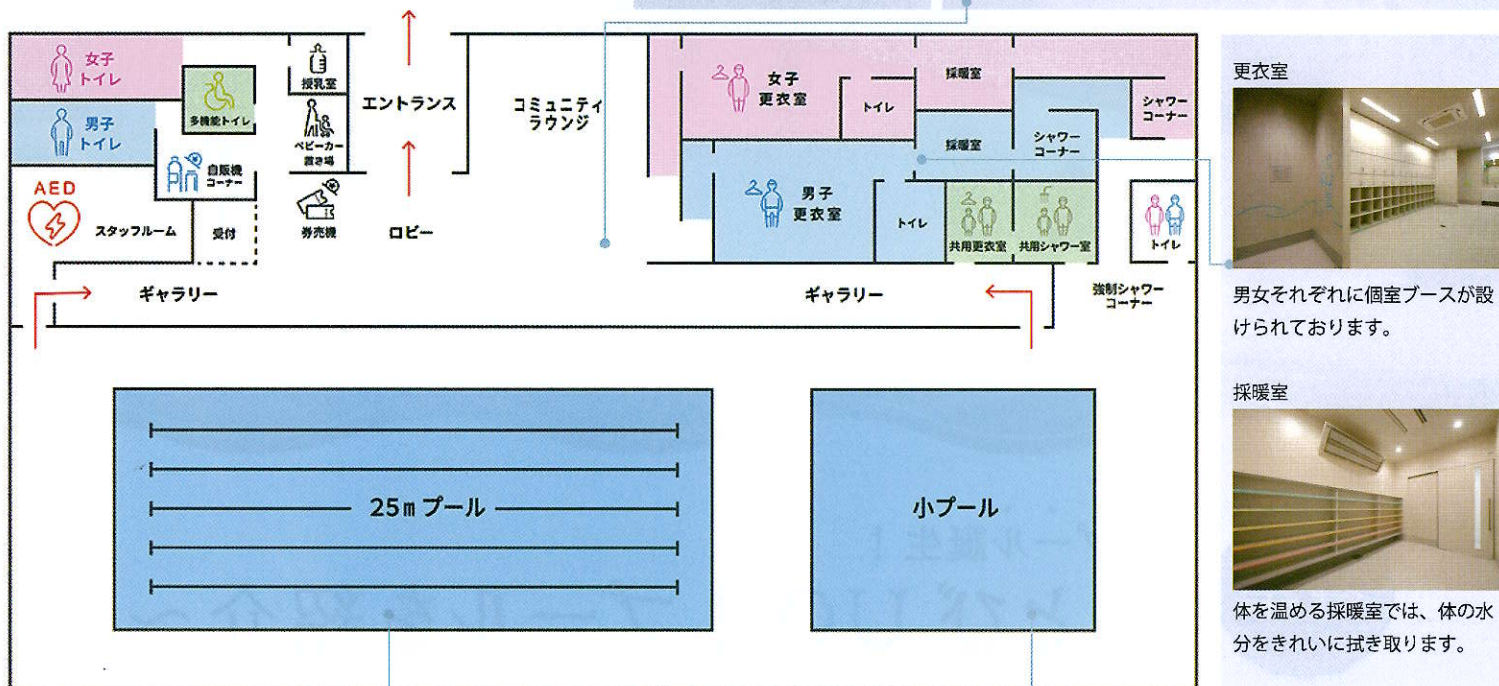 女子
トイレ
男子
トイレ
多機能トイレ
自販機
コーナー
AED
スタッフルーム
受付
授乳室
ベビーカー
置き場
券売機
エントランス
ロビー
コミュニティ
ラウンジ
女子
更衣室
トイレ
採暖室
シャワー
コーナー
男子
更衣室
トイレ
採暖室
シャワー
コーナー
共用更衣室
共用シャワー室
トイレ
強制シャワー
コーナー
ギャラリー
ギャラリー
25m プール
小プール
更衣室
男女それぞれに個室ブースが設
けられております。
採暖室
体を温める採暖室では、体の水
分をきれいに拭き取ります。